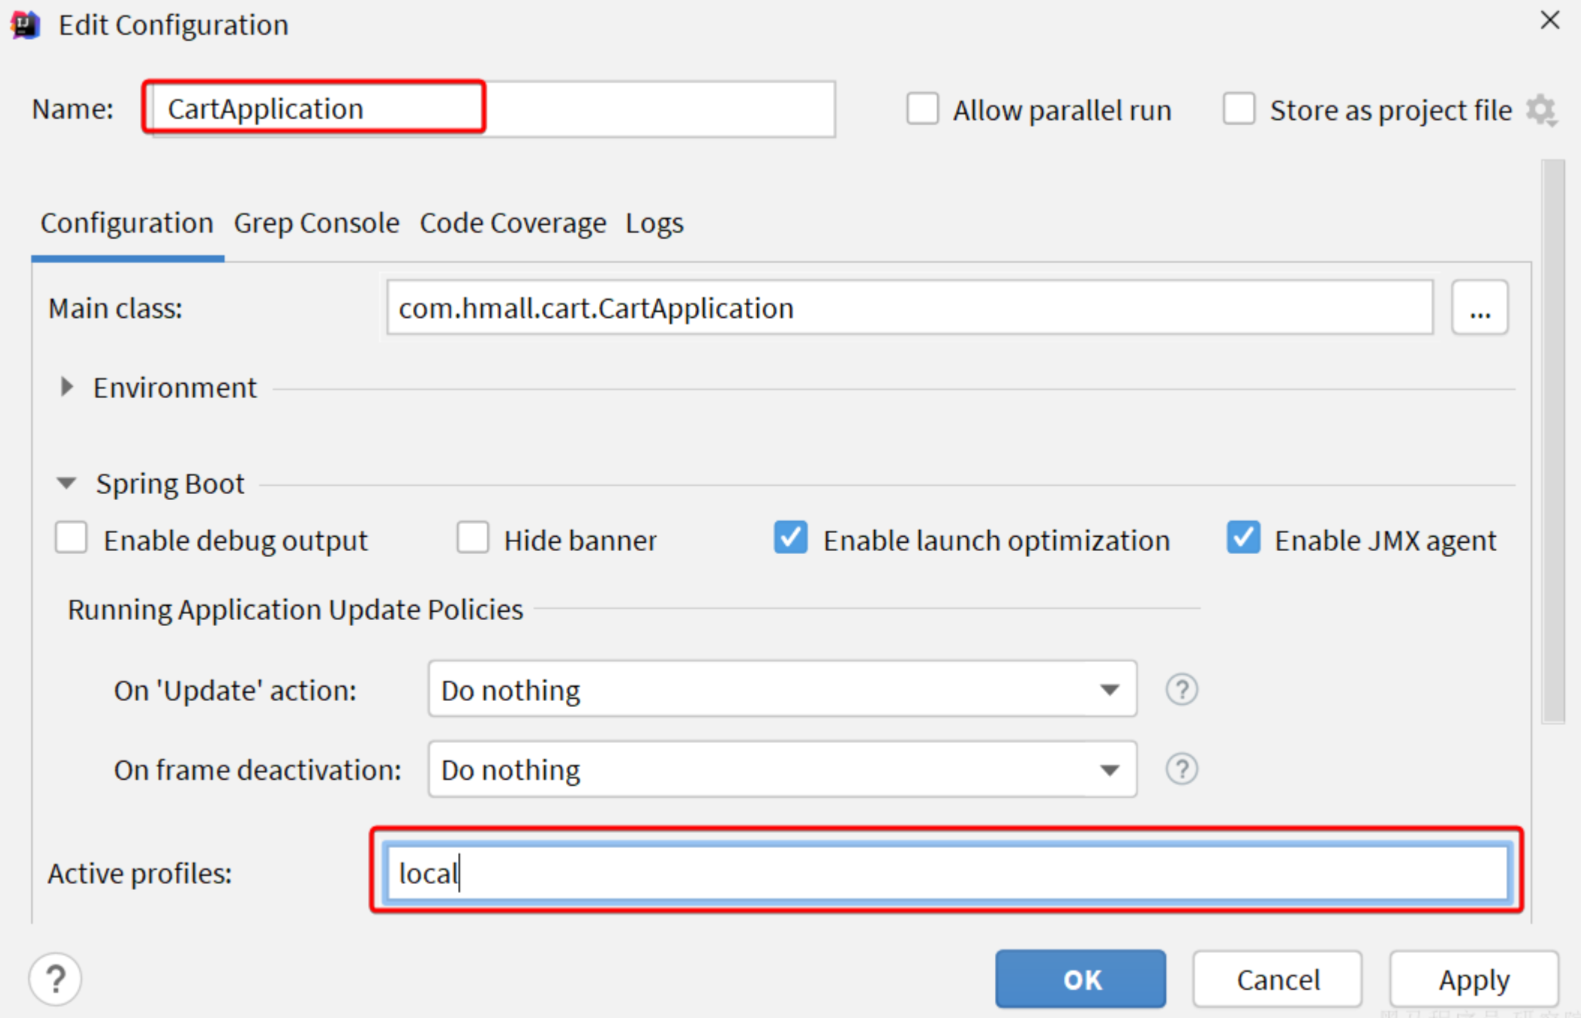 Edit Configuration
Name: CartApplication Allow parallel run Store as project file
Configuration Grep Console Code Coverage Logs
Main class: com.hmall.cart.CartApplication ...
Environment
Spring Boot
Enable debug output Hide banner Enable launch optimization Enable JMX agent
Running Application Update Policies
On 'Update' action: Do nothing ?
On frame deactivation: Do nothing ?
Active profiles: local
? OK Cancel Apply